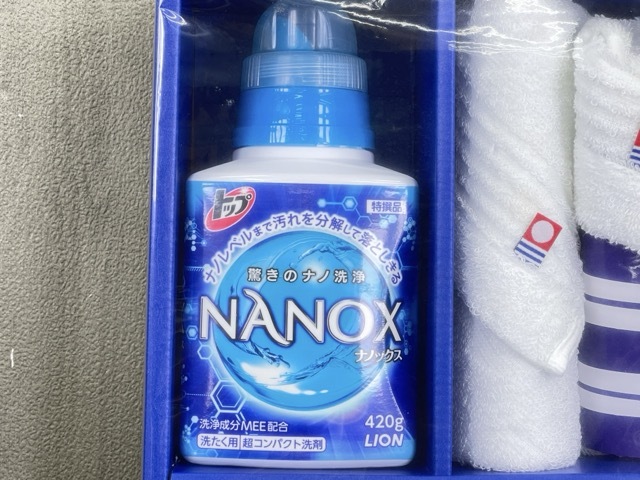 トップ
特撰品
ナノレベルまで汚れを分解して落としきる
驚きのナノ洗浄
NANOX
ナノックス
洗浄成分MEE配合
420g
洗たく用 超コンパクト洗剤
LION